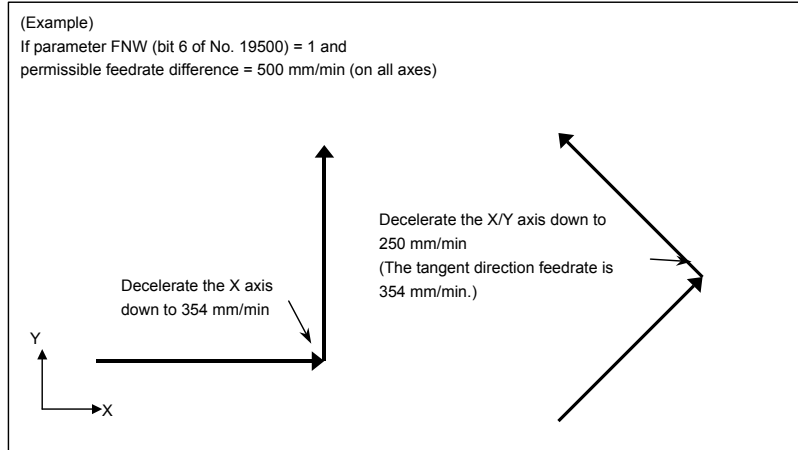 (Example)
If parameter FNW (bit 6 of No. 19500) = 1 and
permissible feedrate difference = 500 mm/min (on all axes)
Decelerate the X axis
down to 354 mm/min
Decelerate the X/Y axis down to
250 mm/min
(The tangent direction feedrate is
354 mm/min.)
Y
X